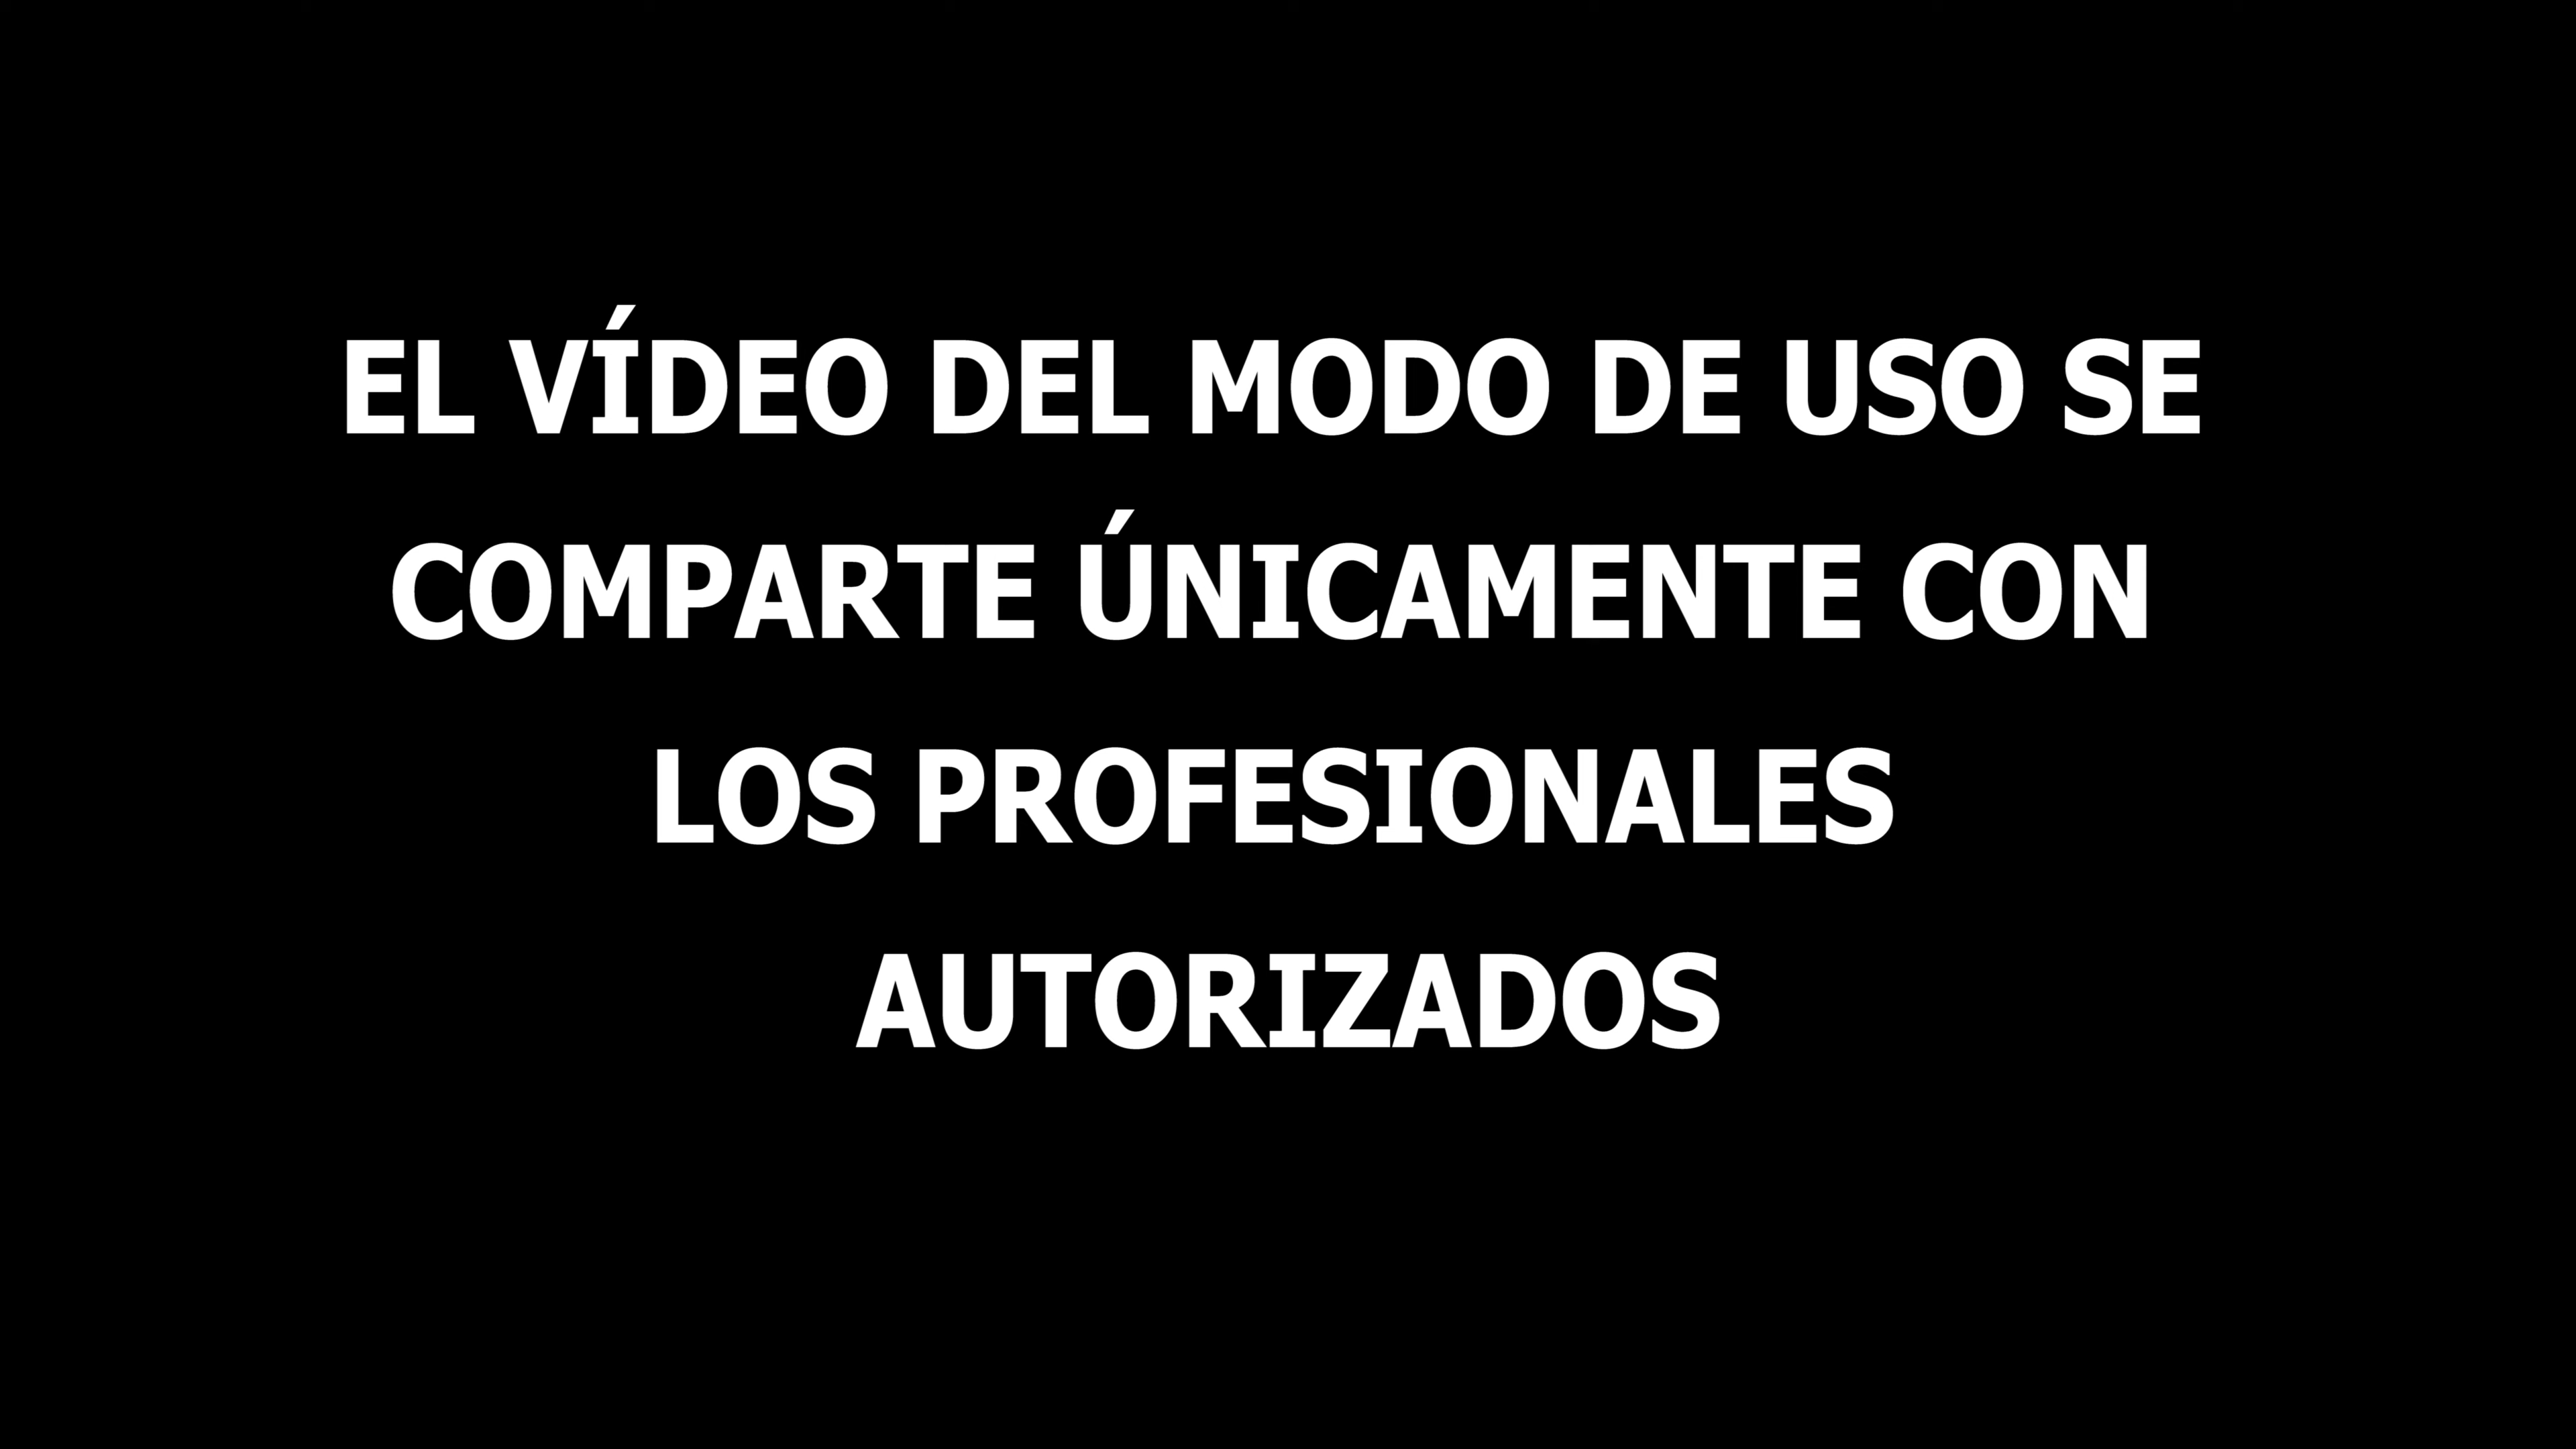 EL VÍDEO DEL MODO DE USO SE
COMPARTE ÚNICAMENTE CON
LOS PROFESIONALES
AUTORIZADOS